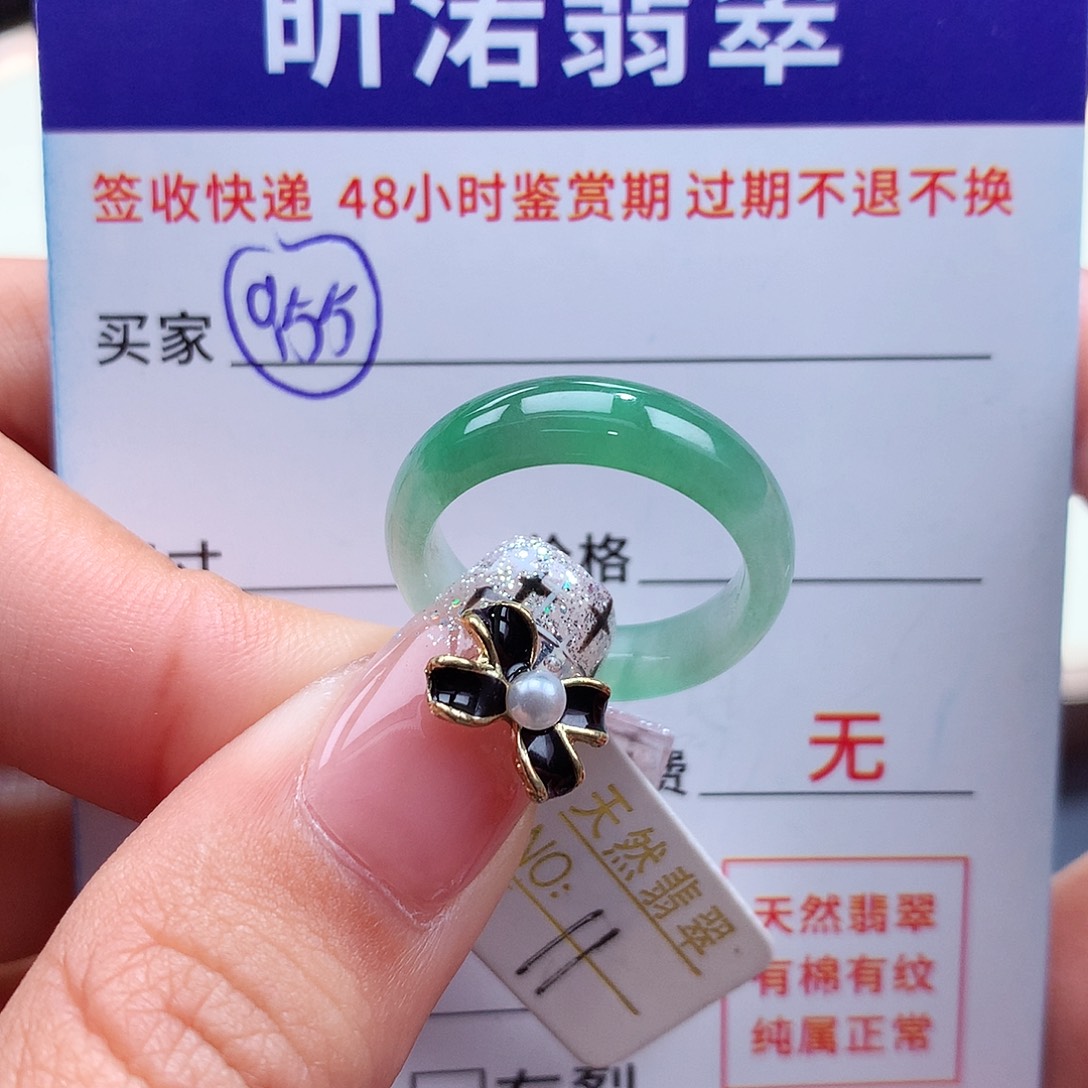 昕渃翡翠
签收快递 48小时鉴赏期 过期不退不换
买家 955
寸
价格
费 无
天然翡翠
NO: 11
天然翡翠
有棉有纹
纯属正常